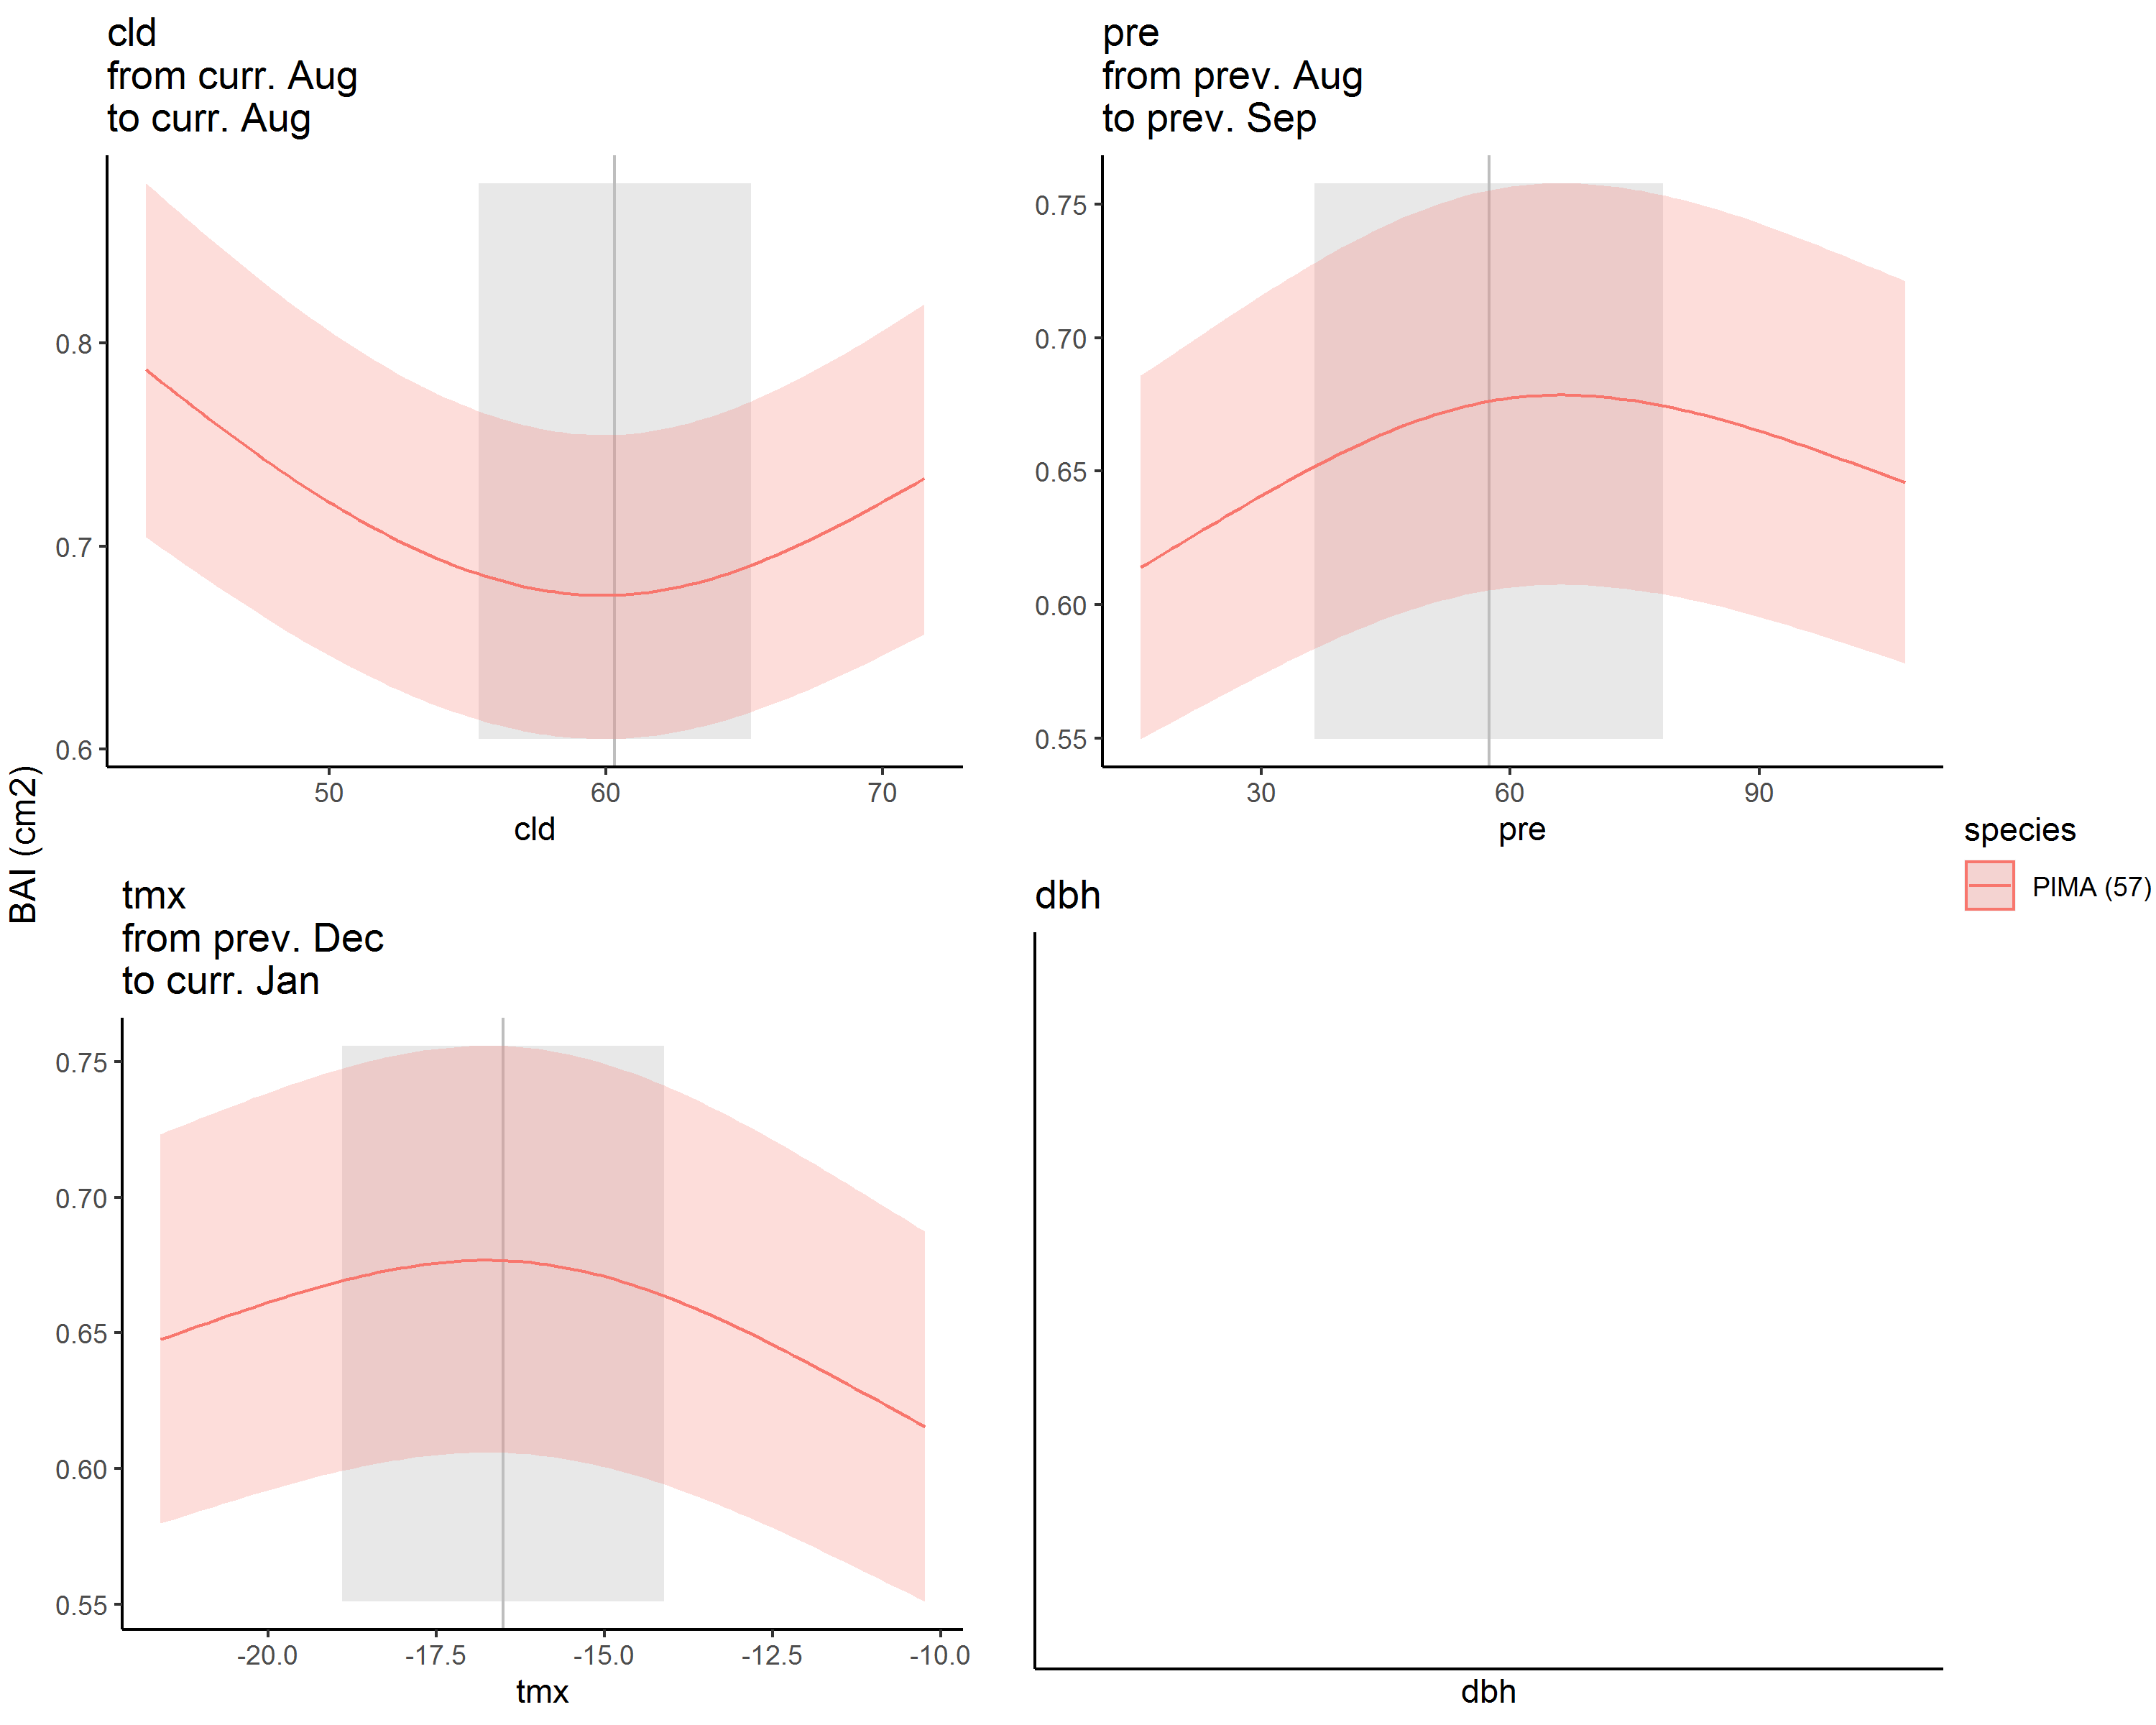 cld
from curr. Aug
to curr. Aug
0.8
0.7
0.6
50 60 70
cld
pre
from prev. Aug
to prev. Sep
0.75
0.70
0.65
0.60
0.55
30 60 90
pre
BAI (cm2)
tmx
from prev. Dec
to curr. Jan
0.75
0.70
0.65
0.60
0.55
-20.0 -17.5 -15.0 -12.5 -10.0
tmx
dbh
dbh
species
PIMA (57)